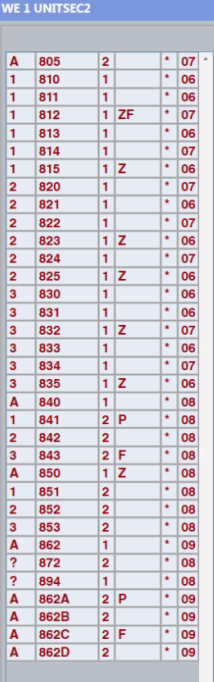 WE 1 UNITSEC2
A 805 2 * 07
1 810 1 * 06
1 811 1 * 06
1 812 1 ZF * 07
1 813 1 * 06
1 814 1 * 07
1 815 1 Z * 06
2 820 1 * 07
2 821 1 * 06
2 822 1 * 07
2 823 1 Z * 06
2 824 1 * 07
2 825 1 Z * 06
3 830 1 * 06
3 831 1 * 06
3 832 1 Z * 07
3 833 1 * 06
3 834 1 * 07
3 835 1 Z * 06
A 840 1 * 08
1 841 2 P * 08
2 842 2 * 08
3 843 2 F * 08
A 850 1 Z * 08
1 851 2 * 08
2 852 2 * 08
3 853 2 * 08
A 862 1 * 09
? 872 2 * 08
? 894 1 * 08
A 862A 2 P * 09
A 862B 2 * 09
A 862C 2 F * 09
A 862D 2 * 09